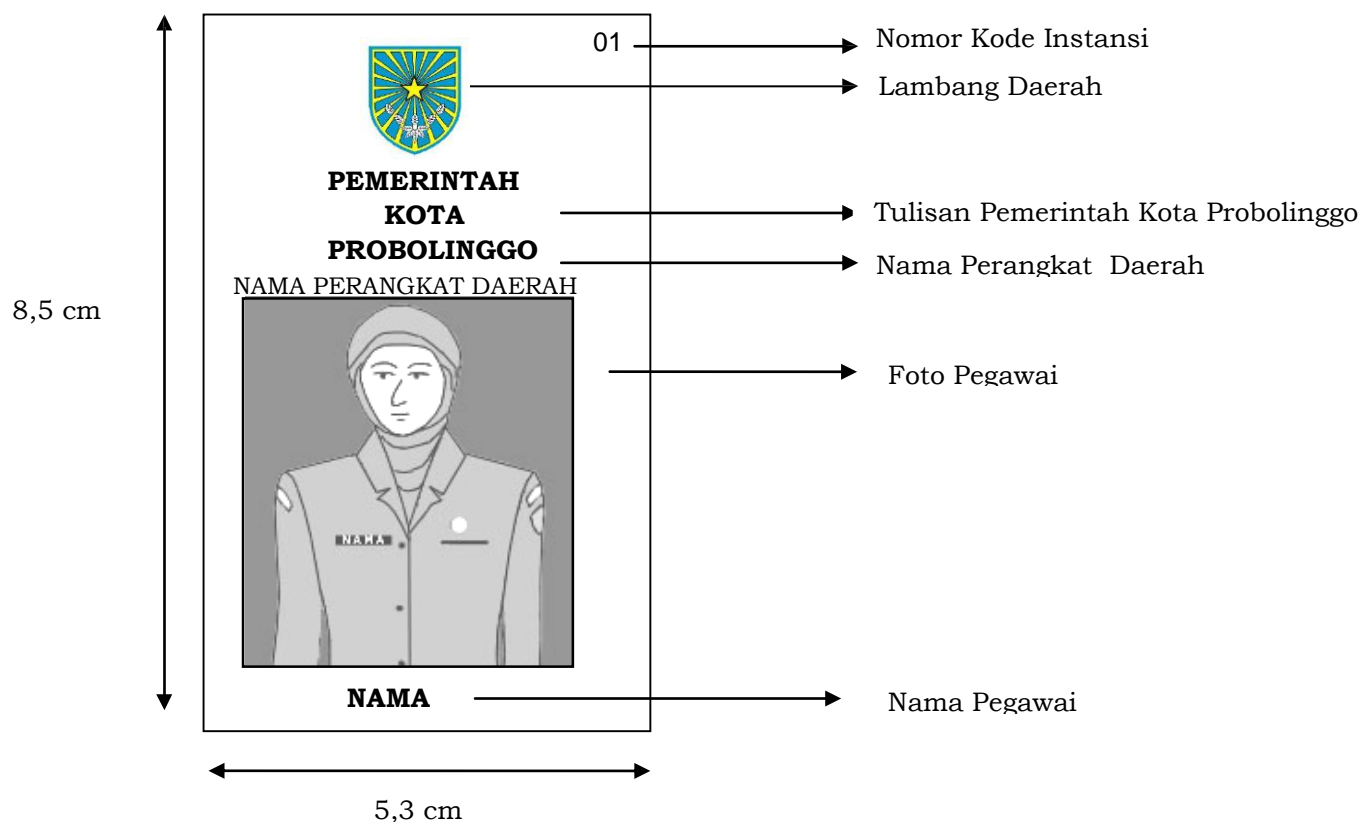 01
Nomor Kode Instansi
Lambang Daerah
PEMERINTAH
KOTA
PROBOLINGGO
Tulisan Pemerintah Kota Probolinggo
Nama Perangkat Daerah
NAMA PERANGKAT DAERAH
8,5 cm
Foto Pegawai
NAMA
NAMA
Nama Pegawai
5,3 cm